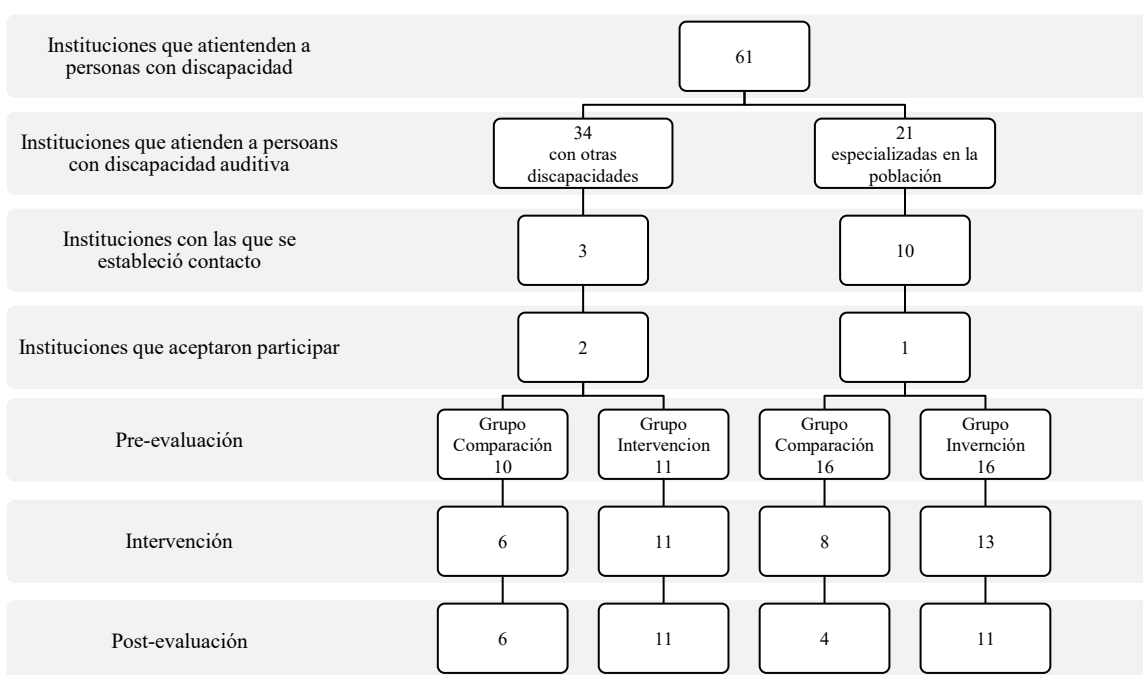 Instituciones que atientenden a
personas con discapacidad
61
Instituciones que atienden a persoans
con discapacidad auditiva
34
con otras
discapacidades
21
especializadas en la
población
Instituciones con las que se
estableció contacto
3
10
Instituciones que aceptaron participar
2
1
Pre-evaluación
Grupo
Comparación
10
Grupo
Intervencion
11
Grupo
Comparación
16
Grupo
Invernción
16
Intervención
6
11
8
13
Post-evaluación
6
11
4
11